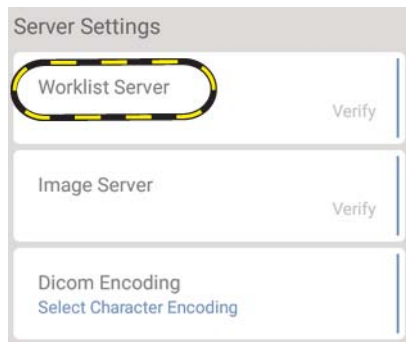 Server Settings
Worklist Server
Verify
Image Server
Verify
Dicom Encoding
Select Character Encoding